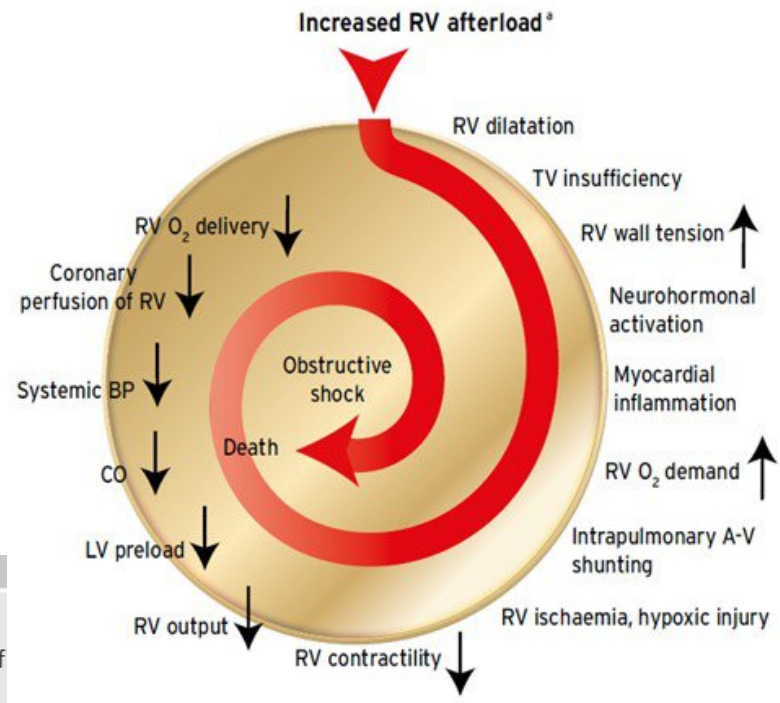 Increased RV afterload ᵃ
RV dilatation
TV insufficiency
RV wall tension
Neurohormonal
activation
Myocardial
inflammation
RV O₂ demand
Intrapulmonary A-V
shunting
RV ischaemia, hypoxic injury
RV contractility
RV output
LV preload
CO
Systemic BP
Coronary
perfusion of RV
RV O₂ delivery
Obstructive
shock
Death
f